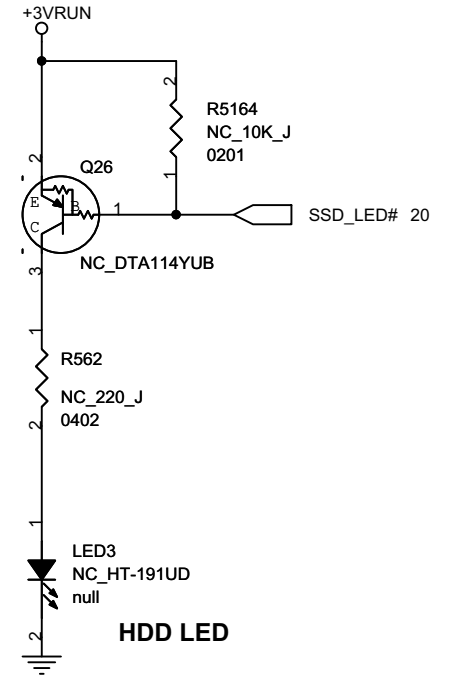 +3VRUN
2
R5164
NC_10K_J
0201
1
2
Q26
E
B
1
SSD_LED# 20
C
NC_DTA114YUB
3
1
R562
NC_220_J
0402
2
1
LED3
NC_HT-191UD
null
HDD LED
2